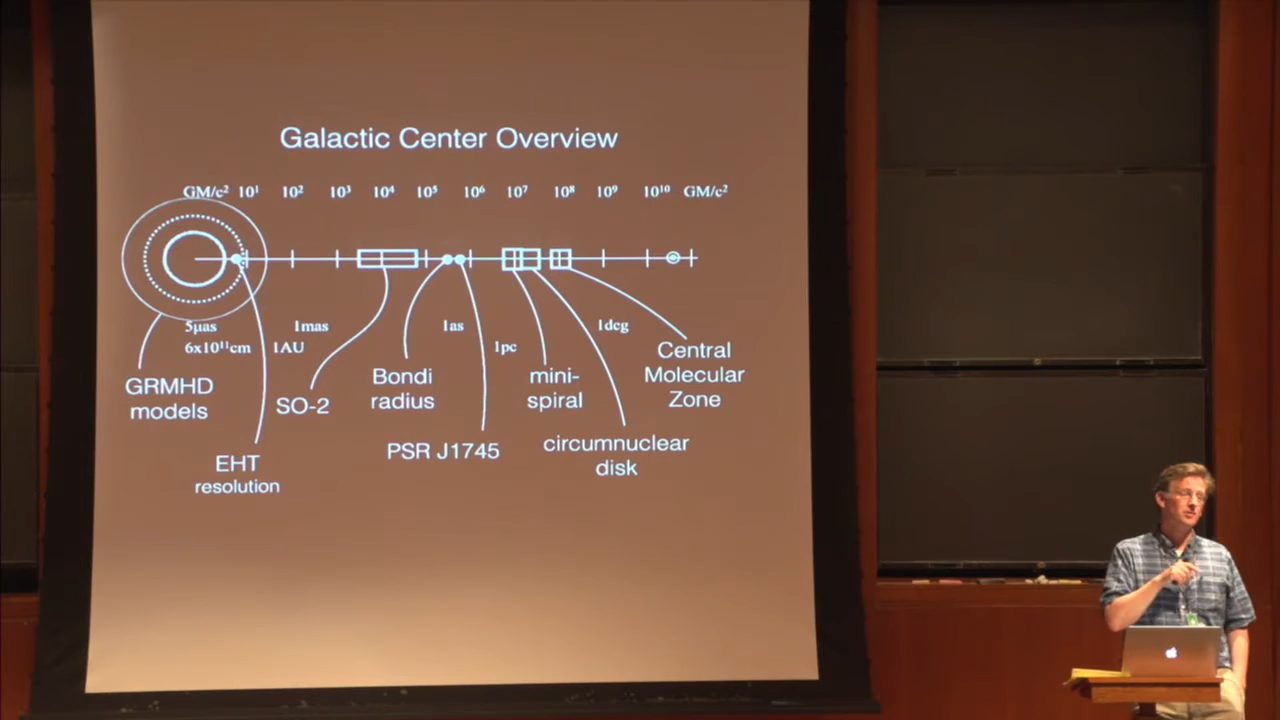 Galactic Center Overview
GM/c² 10¹ 10² 10³ 10⁴ 10⁵ 10⁶ 10⁷ 10⁸ 10⁹ 10¹⁰ GM/c²
5μas 1mas 1as 1deg
6x10¹¹cm 1AU 1pc
GRMHD
models
EHT
resolution
SO-2
Bondi
radius
PSR J1745
mini-
spiral
circumnuclear
disk
Central
Molecular
Zone